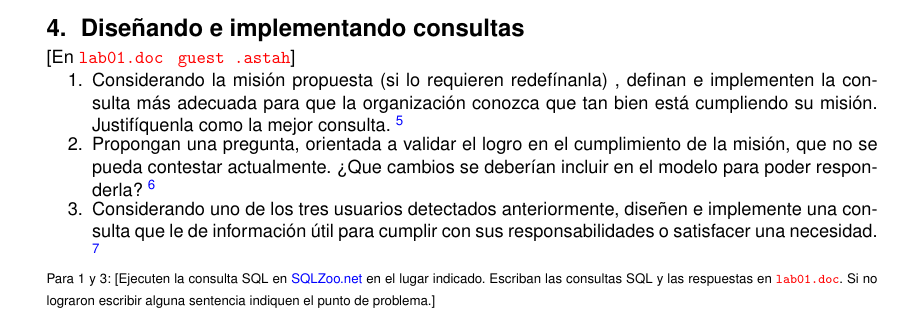 4. Diseñando e implementando consultas
[En lab01.doc guest .astah]
1. Considerando la misión propuesta (si lo requieren redefínanla) , definan e implementen la con-
sulta más adecuada para que la organización conozca que tan bien está cumpliendo su misión.
Justifíquenla como la mejor consulta. 5
2. Propongan una pregunta, orientada a validar el logro en el cumplimiento de la misión, que no se
pueda contestar actualmente. ¿Que cambios se deberían incluir en el modelo para poder respon-
derla? 6
3. Considerando uno de los tres usuarios detectados anteriormente, diseñen e implemente una con-
sulta que le de información útil para cumplir con sus responsabilidades o satisfacer una necesidad.
7
Para 1 y 3: [Ejecuten la consulta SQL en SQLZoo.net en el lugar indicado. Escriban las consultas SQL y las respuestas en lab01.doc. Si no
lograron escribir alguna sentencia indiquen el punto de problema.]